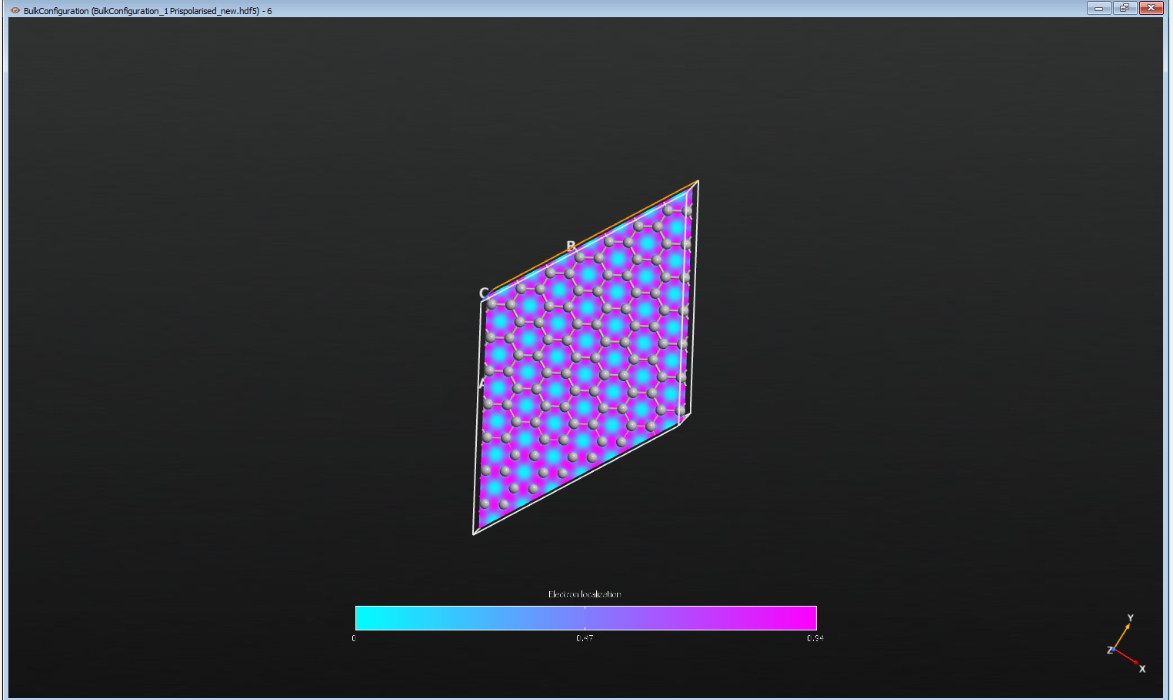 BulkConfiguration (BulkConfiguration_1 Prispolarised_new.hdf5) - 6
B
C
A
Electron localization
0 0.47 0.94
Y
Z
X